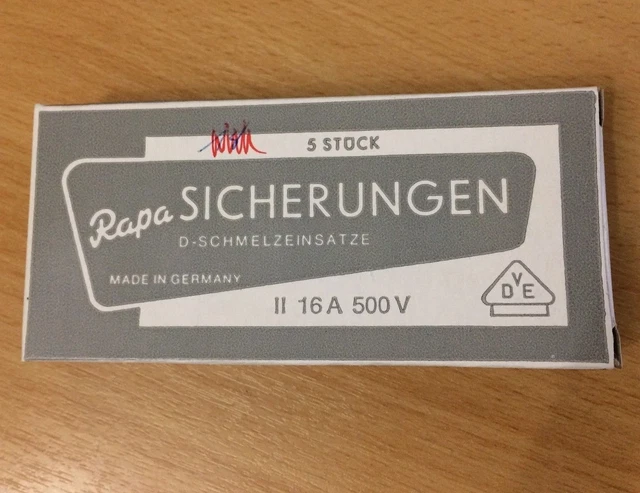 5 STÜCK
Rapa SICHERUNGEN
D-SCHMELZEINSATZE
MADE IN GERMANY
II 16 A 500 V
VDE